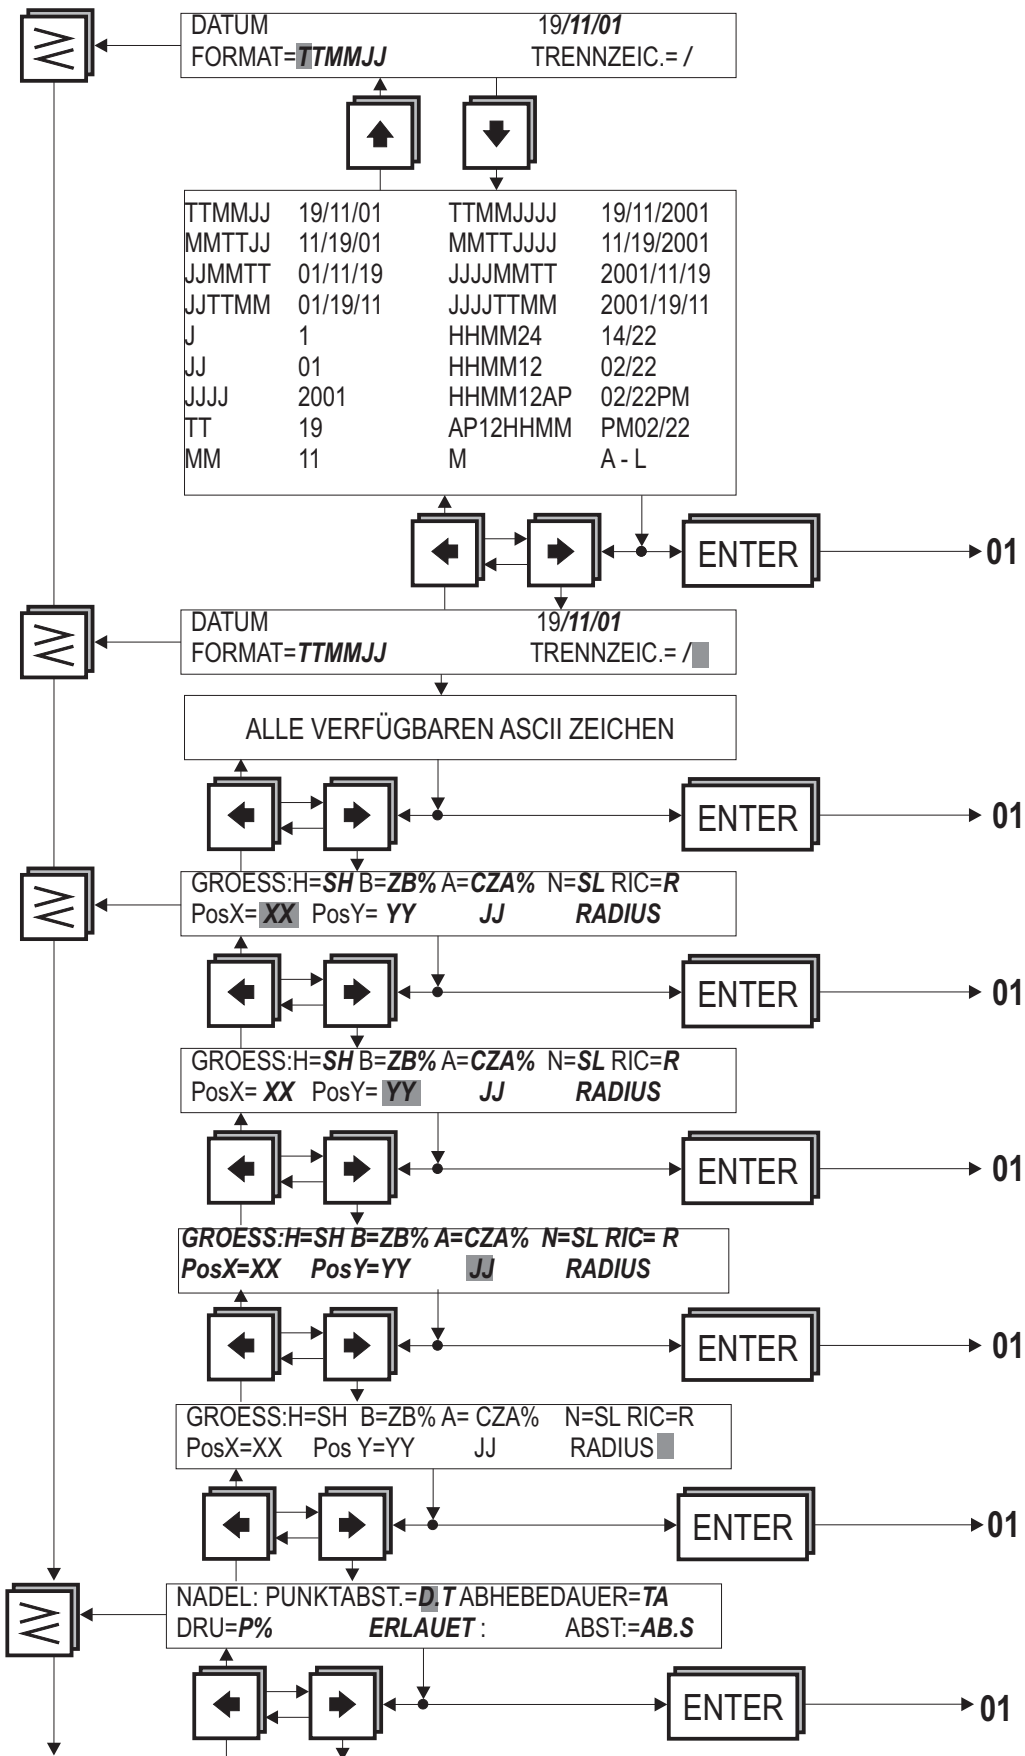 DATUM 19/11/01
FORMAT=TTMMJJ TRENNZEIC.= /
TTMMJJ 19/11/01 TTMMJJJJ 19/11/2001
MMTTJJ 11/19/01 MMTTJJJJ 11/19/2001
JJMMTT 01/11/19 JJJJMMTT 2001/11/19
JJTTMM 01/19/11 JJJJTTMM 2001/19/11
J 1 HHMM24 14/22
JJ 01 HHMM12 02/22
JJJJ 2001 HHMM12AP 02/22PM
TT 19 AP12HHMM PM02/22
MM 11 M A - L
ENTER 01
DATUM 19/11/01
FORMAT=TTMMJJ TRENNZEIC.= /
ALLE VERFÜGBAREN ASCII ZEICHEN
ENTER 01
GROESS:H=SH B=ZB% A=CZA% N=SL RIC=R
PosX= XX PosY= YY JJ RADIUS
ENTER 01
GROESS:H=SH B=ZB% A=CZA% N=SL RIC=R
PosX= XX PosY= YY JJ RADIUS
ENTER 01
GROESS:H=SH B=ZB% A=CZA% N=SL RIC= R
PosX=XX PosY=YY JJ RADIUS
ENTER 01
GROESS:H=SH B=ZB% A= CZA% N=SL RIC=R
PosX=XX Pos Y=YY JJ RADIUS
ENTER 01
NADEL: PUNKTABST.=D.T ABHEBEDAUER=TA
DRU=P% ERLAUET : ABST:=AB.S
ENTER 01